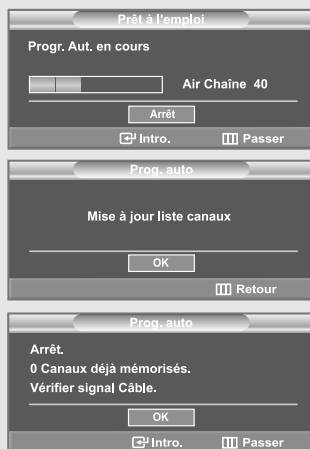 Prêt à l'emploi
Progr. Aut. en cours
Air Chaîne 40
Arrêt
Intro. Passer
Prog. auto
Mise à jour liste canaux
OK
Retour
Prog. auto
Arrêt.
0 Canaux déjà mémorisés.
Vérifier signal Câble.
OK
Intro. Passer